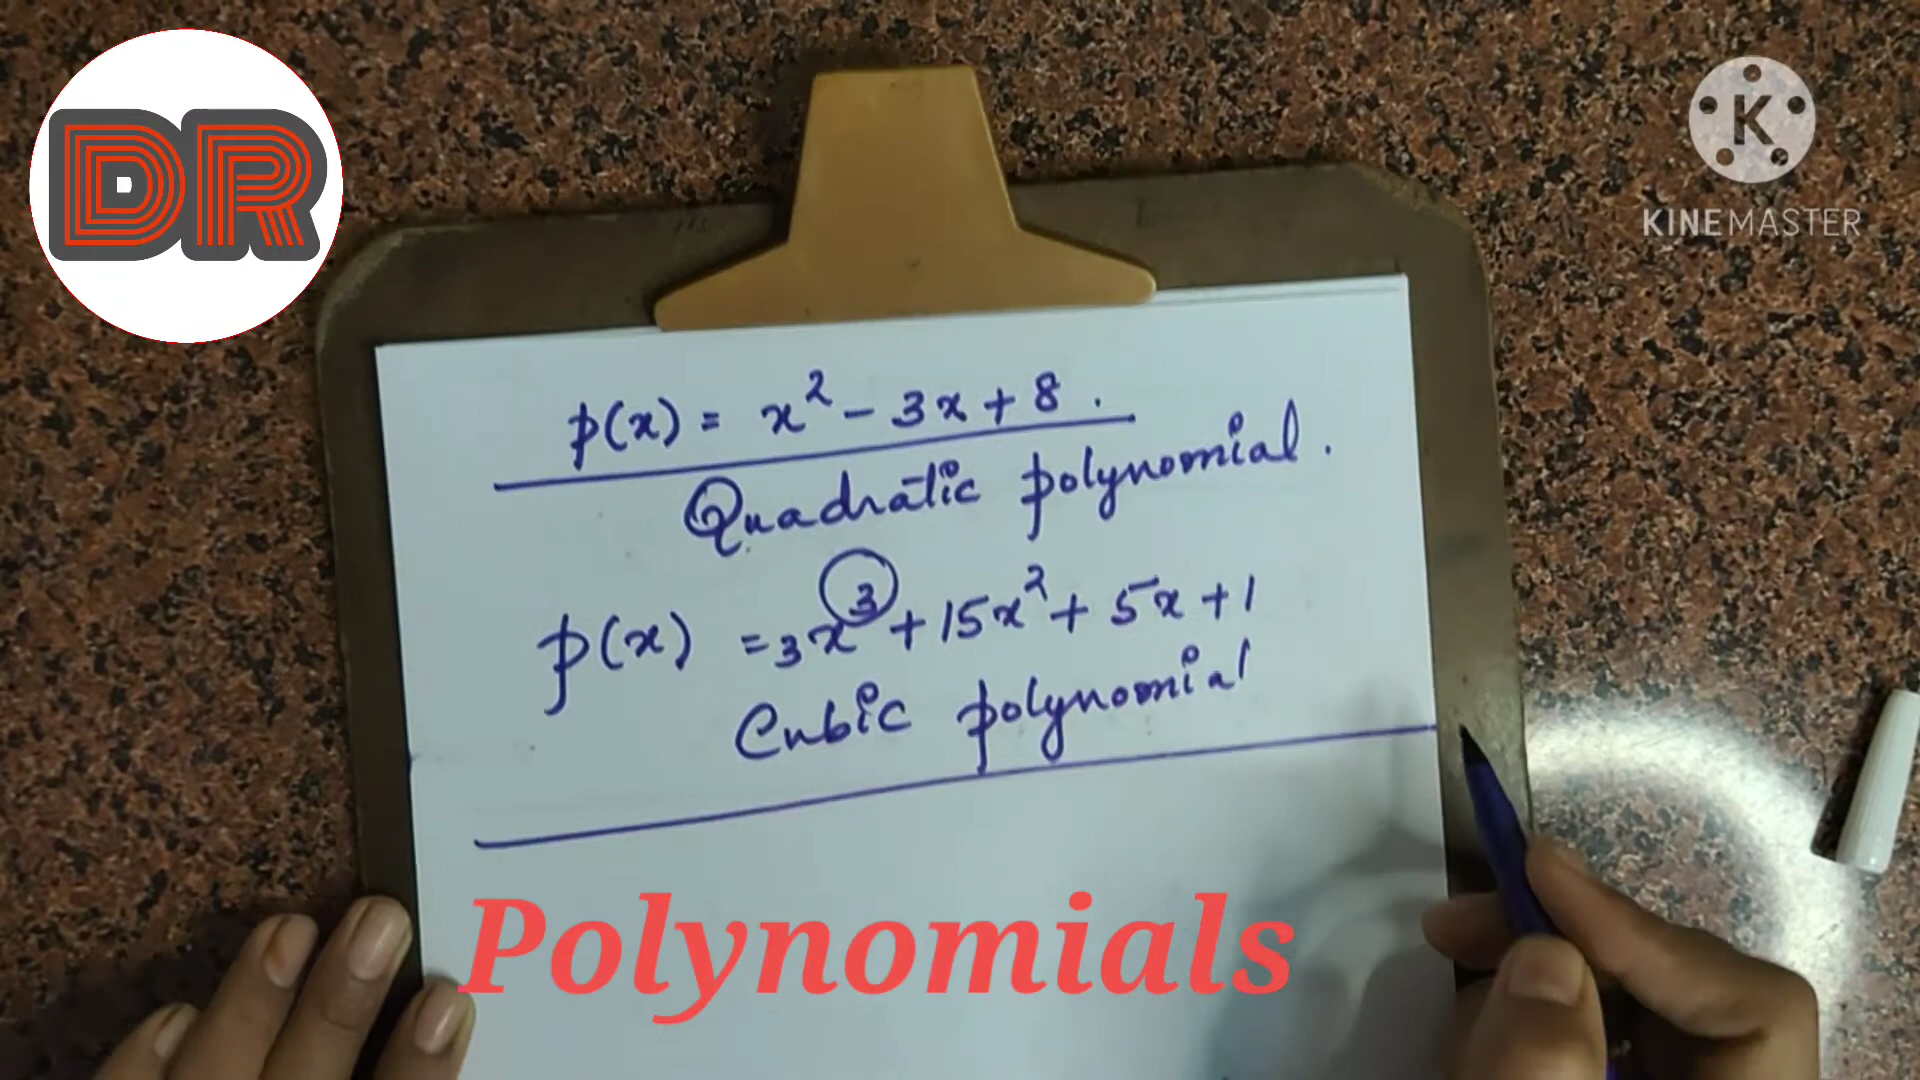 DR
K
KINEMASTER
p(x) = x² - 3x + 8 .
Quadratic polynomial .
p(x) = 3x³ + 15x² + 5x + 1
Cubic polynomial
Polynomials